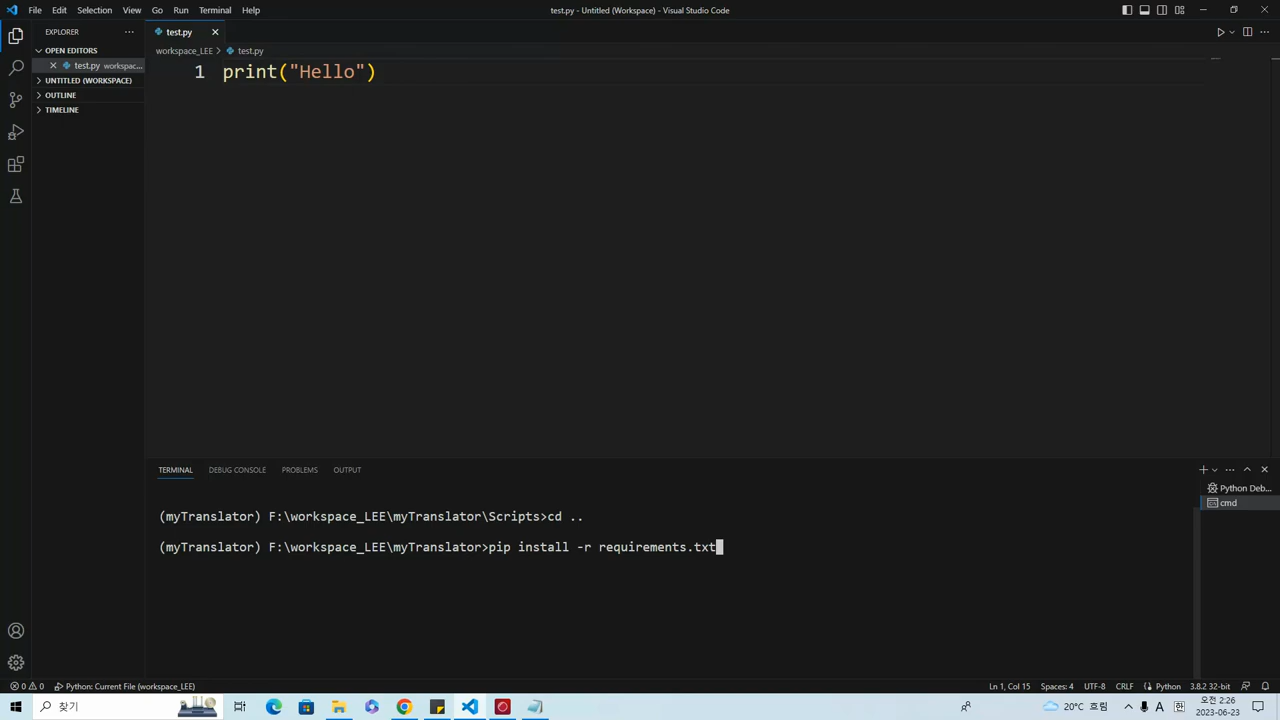 File Edit Selection View Go Run Terminal Help
test.py - Untitled (Workspace) - Visual Studio Code
EXPLORER
test.py
OPEN EDITORS
workspace_LEE > test.py
test.py workspac...
1 print("Hello")
UNTITLED (WORKSPACE)
OUTLINE
TIMELINE
TERMINAL DEBUG CONSOLE PROBLEMS OUTPUT
Python Deb...
cmd
(myTranslator) F:\workspace_LEE\myTranslator\Scripts>cd ..
(myTranslator) F:\workspace_LEE\myTranslator>pip install -r requirements.txt
0 0 Python: Current File (workspace_LEE)
Ln 1, Col 15 Spaces: 4 UTF-8 CRLF Python 3.8.2 32-bit
찾기
20°C 흐림
A 한
오전 2:26
2023-06-23